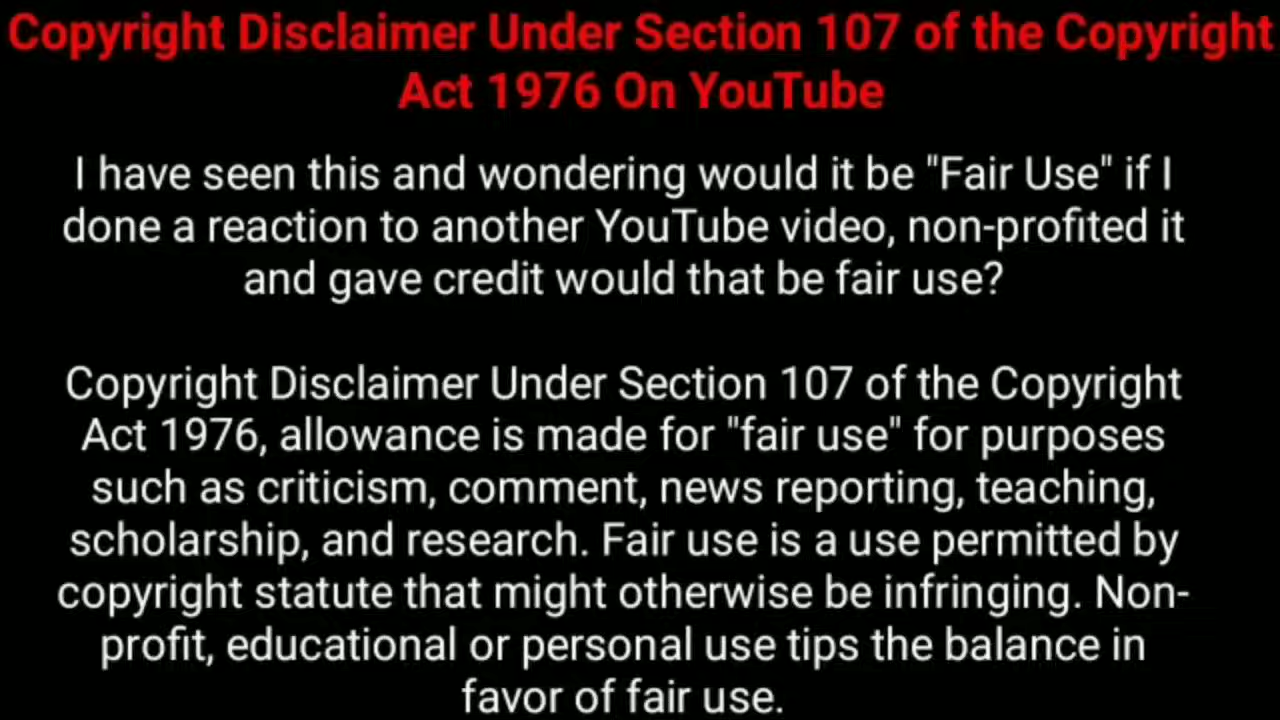 Copyright Disclaimer Under Section 107 of the Copyright
Act 1976 On YouTube
I have seen this and wondering would it be "Fair Use" if I
done a reaction to another YouTube video, non-profited it
and gave credit would that be fair use?
Copyright Disclaimer Under Section 107 of the Copyright
Act 1976, allowance is made for "fair use" for purposes
such as criticism, comment, news reporting, teaching,
scholarship, and research. Fair use is a use permitted by
copyright statute that might otherwise be infringing. Non-
profit, educational or personal use tips the balance in
favor of fair use.